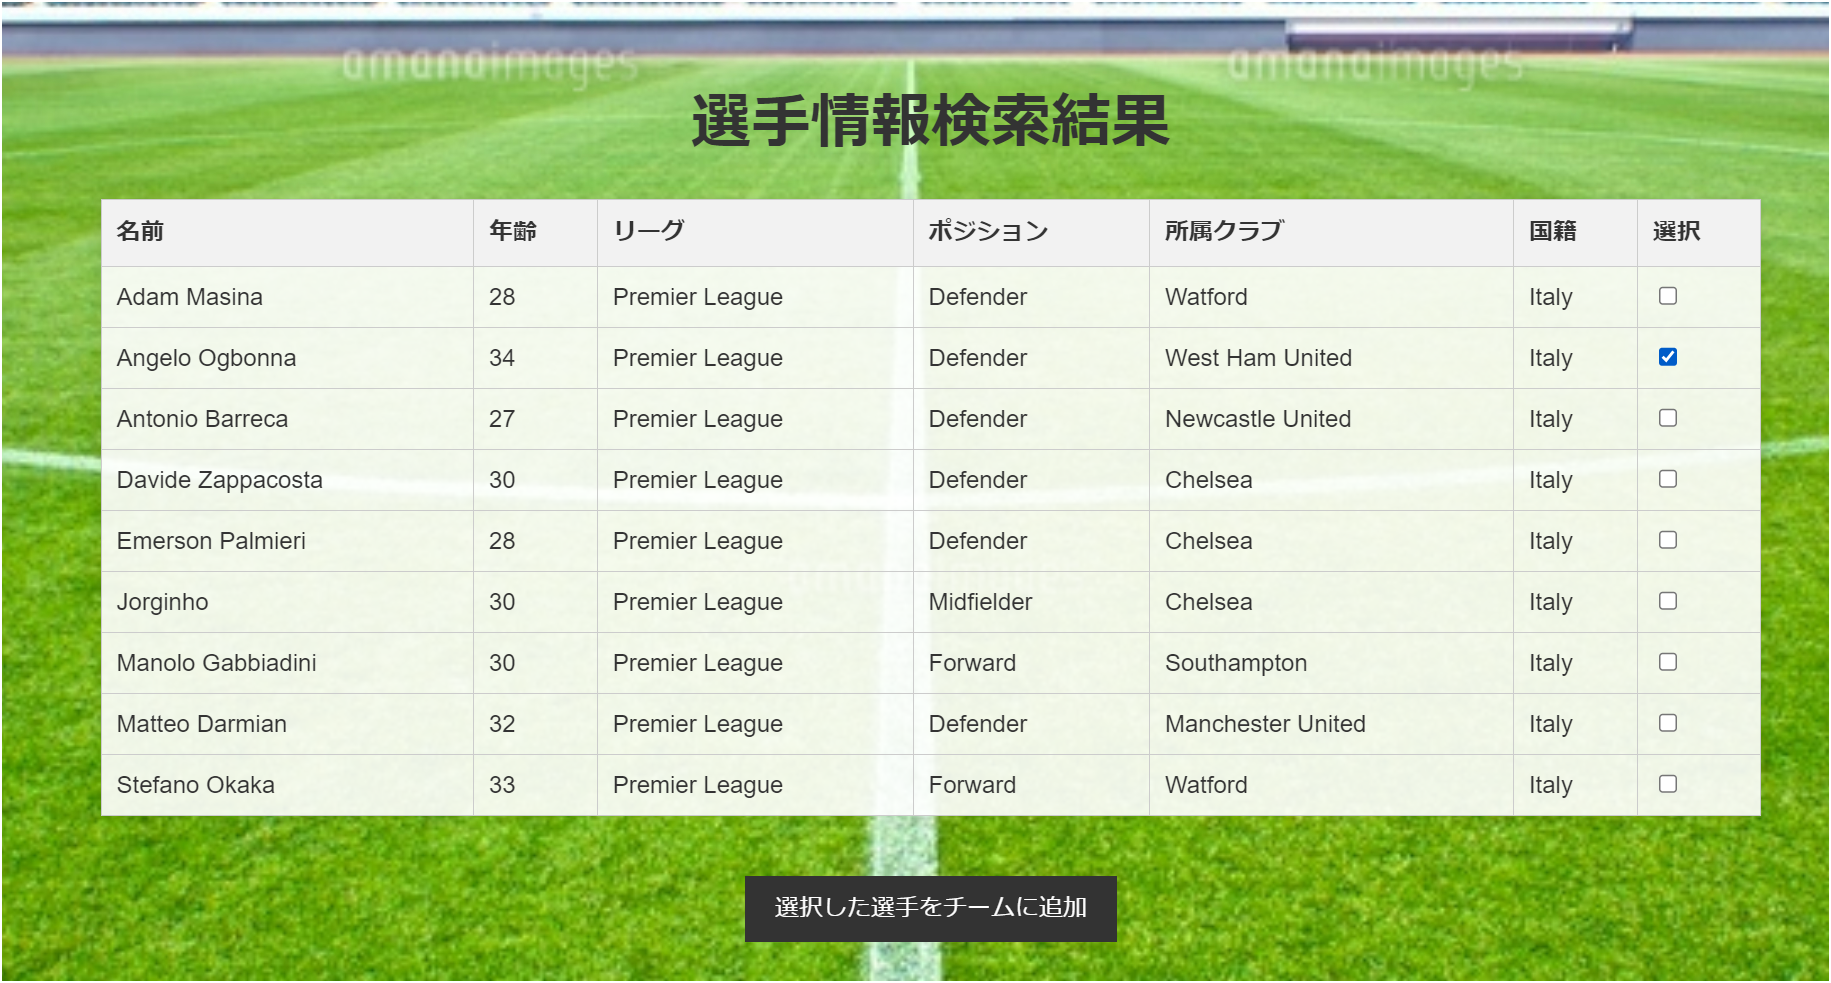 amanaimages amanaimages
選手情報検索結果
名前 年齢 リーグ ポジション 所属クラブ 国籍 選択
Adam Masina 28 Premier League Defender Watford Italy
Angelo Ogbonna 34 Premier League Defender West Ham United Italy
Antonio Barreca 27 Premier League Defender Newcastle United Italy
Davide Zappacosta 30 Premier League Defender Chelsea Italy
Emerson Palmieri 28 Premier League Defender Chelsea Italy
amanaimages
Jorginho 30 Premier League Midfielder Chelsea Italy
Manolo Gabbiadini 30 Premier League Forward Southampton Italy
Matteo Darmian 32 Premier League Defender Manchester United Italy
Stefano Okaka 33 Premier League Forward Watford Italy
選択した選手をチームに追加